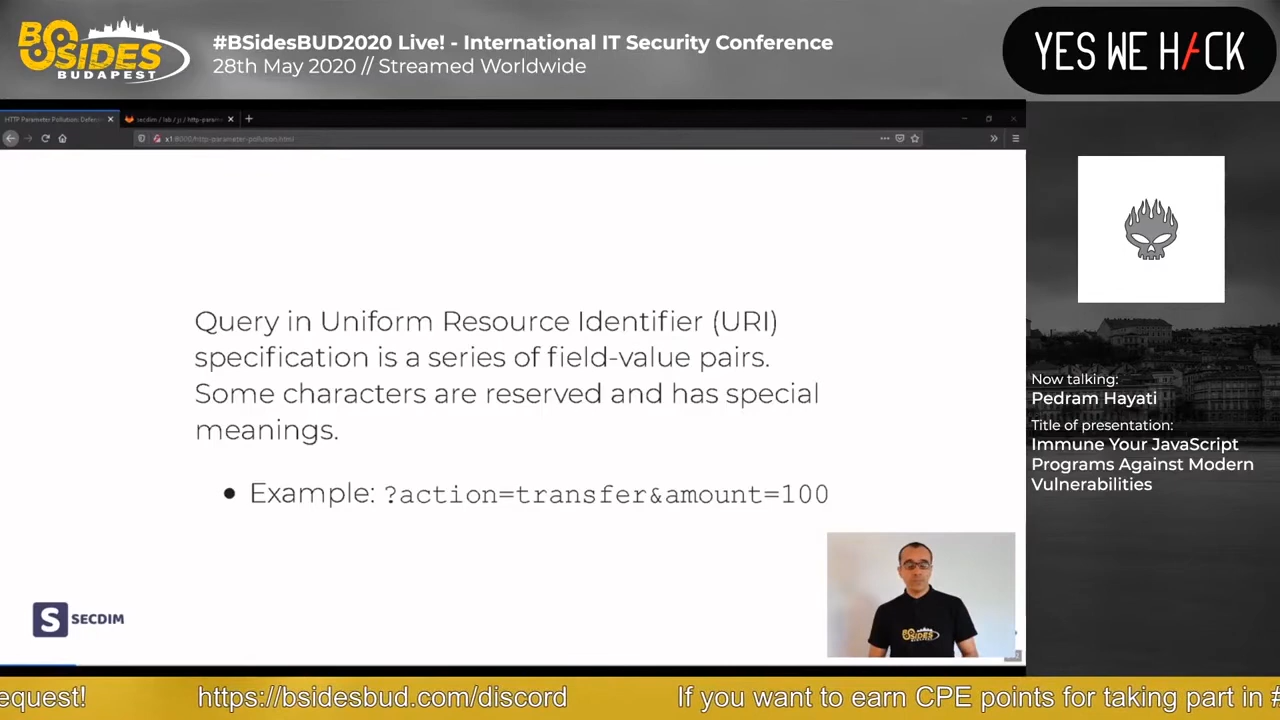 BSIDES
BUDAPEST
#BSidesBUD2020 Live! - International IT Security Conference
28th May 2020 // Streamed Worldwide
YES WE H/CK
HTTP Parameter Pollution: Defen
secdim / lab / js / http-param
x1:8000/http-parameter-pollution.html
Query in Uniform Resource Identifier (URI)
specification is a series of field-value pairs.
Some characters are reserved and has special
meanings.
• Example: ?action=transfer&amount=100
Now talking:
Pedram Hayati
Title of presentation:
Immune Your JavaScript
Programs Against Modern
Vulnerabilities
S SECDIM
BSIDES
equest!
https://bsidesbud.com/discord
If you want to earn CPE points for taking part in #